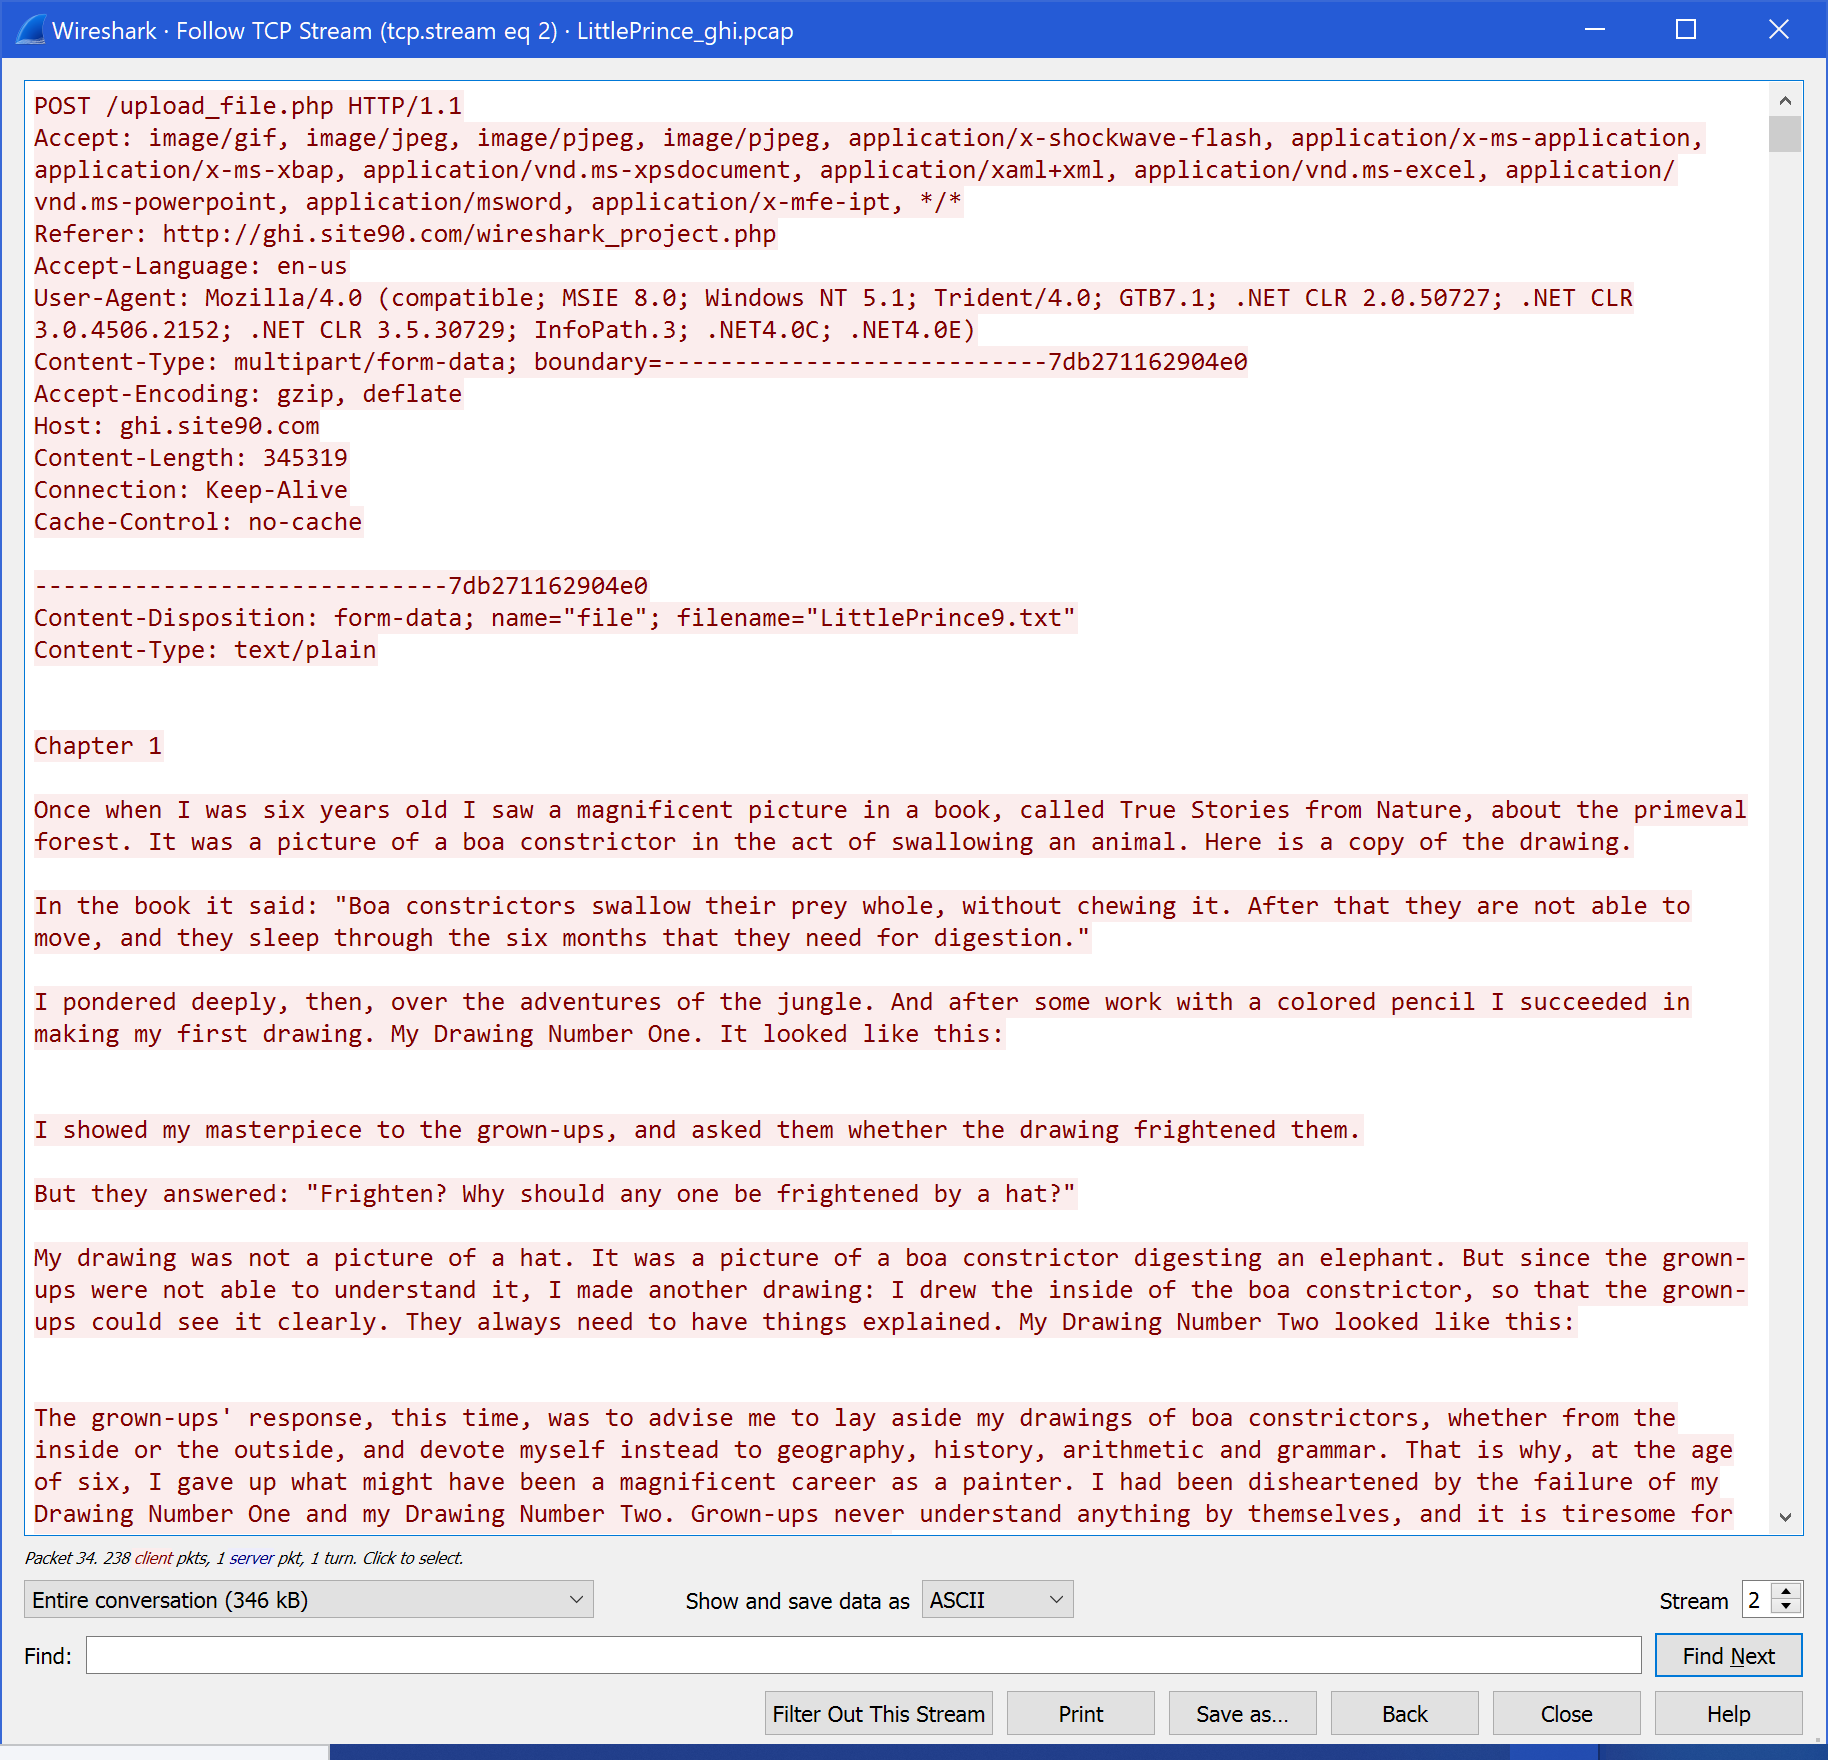 Wireshark · Follow TCP Stream (tcp.stream eq 2) · LittlePrince_ghi.pcap
POST /upload_file.php HTTP/1.1
Accept: image/gif, image/jpeg, image/pjpeg, image/pjpeg, application/x-shockwave-flash, application/x-ms-application,
application/x-ms-xbap, application/vnd.ms-xpsdocument, application/xaml+xml, application/vnd.ms-excel, application/
vnd.ms-powerpoint, application/msword, application/x-mfe-ipt, */*
Referer: http://ghi.site90.com/wireshark_project.php
Accept-Language: en-us
User-Agent: Mozilla/4.0 (compatible; MSIE 8.0; Windows NT 5.1; Trident/4.0; GTB7.1; .NET CLR 2.0.50727; .NET CLR
3.0.4506.2152; .NET CLR 3.5.30729; InfoPath.3; .NET4.0C; .NET4.0E)
Content-Type: multipart/form-data; boundary=---------------------------7db271162904e0
Accept-Encoding: gzip, deflate
Host: ghi.site90.com
Content-Length: 345319
Connection: Keep-Alive
Cache-Control: no-cache
-----------------------------7db271162904e0
Content-Disposition: form-data; name="file"; filename="LittlePrince9.txt"
Content-Type: text/plain
Chapter 1
Once when I was six years old I saw a magnificent picture in a book, called True Stories from Nature, about the primeval
forest. It was a picture of a boa constrictor in the act of swallowing an animal. Here is a copy of the drawing.
In the book it said: "Boa constrictors swallow their prey whole, without chewing it. After that they are not able to
move, and they sleep through the six months that they need for digestion."
I pondered deeply, then, over the adventures of the jungle. And after some work with a colored pencil I succeeded in
making my first drawing. My Drawing Number One. It looked like this:
I showed my masterpiece to the grown-ups, and asked them whether the drawing frightened them.
But they answered: "Frighten? Why should any one be frightened by a hat?"
My drawing was not a picture of a hat. It was a picture of a boa constrictor digesting an elephant. But since the grown-
ups were not able to understand it, I made another drawing: I drew the inside of the boa constrictor, so that the grown-
ups could see it clearly. They always need to have things explained. My Drawing Number Two looked like this:
The grown-ups' response, this time, was to advise me to lay aside my drawings of boa constrictors, whether from the
inside or the outside, and devote myself instead to geography, history, arithmetic and grammar. That is why, at the age
of six, I gave up what might have been a magnificent career as a painter. I had been disheartened by the failure of my
Drawing Number One and my Drawing Number Two. Grown-ups never understand anything by themselves, and it is tiresome for
Packet 34. 238 client pkts, 1 server pkt, 1 turn. Click to select.
Entire conversation (346 kB) Show and save data as ASCII Stream 2
Find: Find Next
Filter Out This Stream Print Save as... Back Close Help